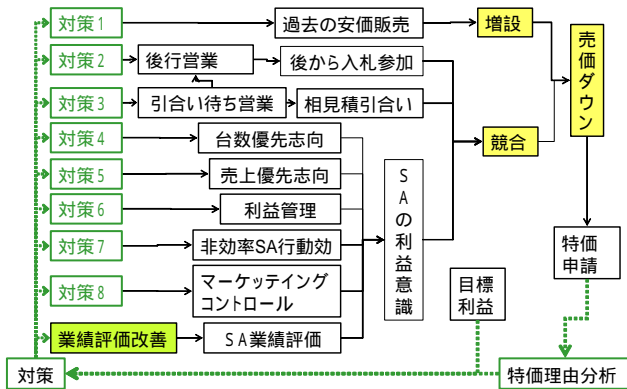 対策1
過去の安価販売
増設
対策2
後行営業
後から入札参加
売価ダウン
対策3
引合い待ち営業
相見積引合い
競合
対策4
台数優先志向
対策5
売上優先志向
SAの利益意識
対策6
利益管理
対策7
非効率SA行動効
特価
申請
対策8
マーケッテイング
コントロール
目標
利益
業績評価改善
SA業績評価
対策
特価理由分析